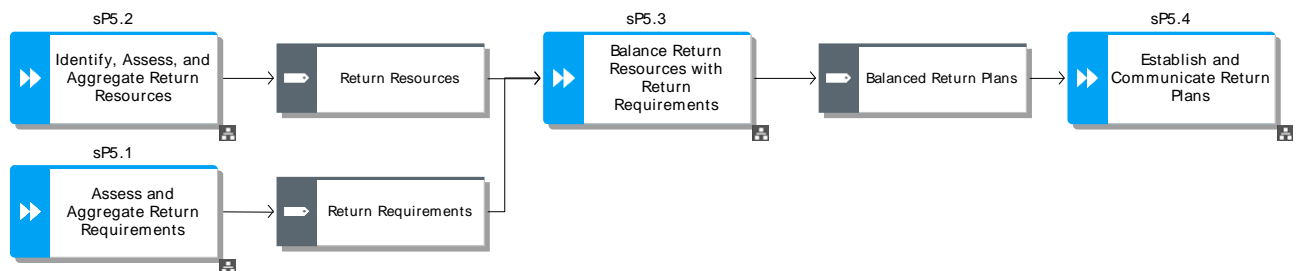 sP5.2
Identify, Assess, and
Aggregate Return
Resources
Return Resources
sP5.3
Balance Return
Resources with
Return
Requirements
Balanced Return Plans
sP5.4
Establish and
Communicate Return
Plans
sP5.1
Assess and
Aggregate Return
Requirements
Return Requirements